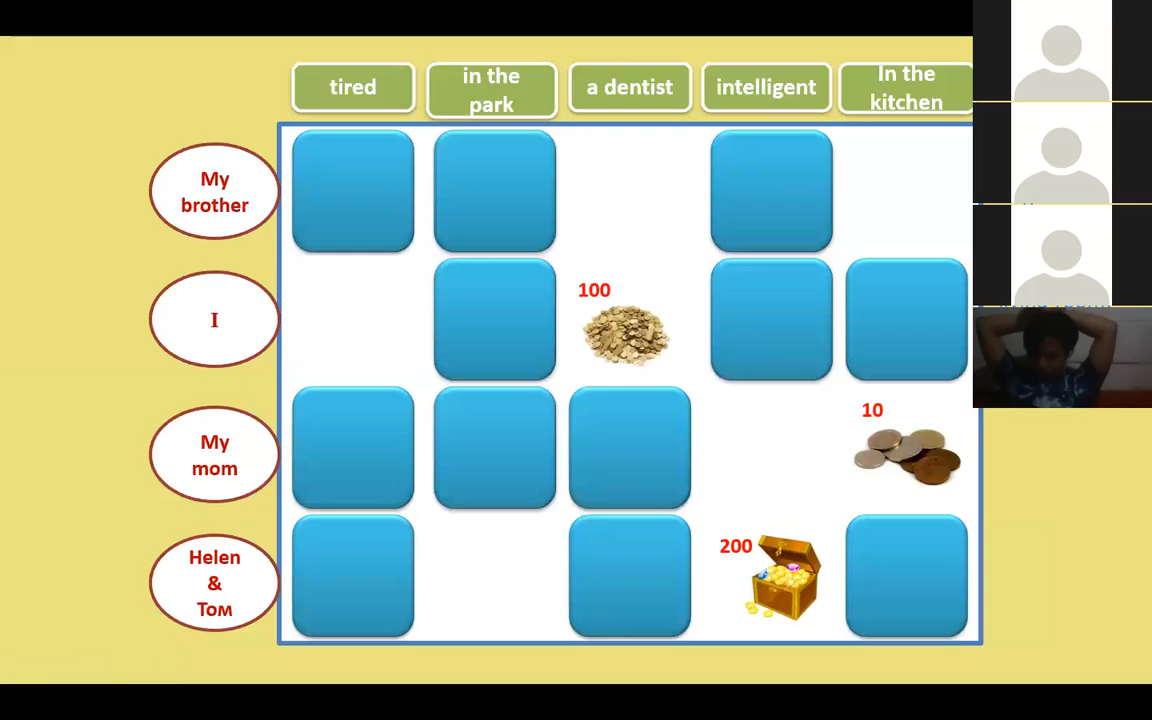 tired
in the
park
a dentist
intelligent
In the
kitchen
My
brother
I
100
My
mom
10
Helen
&
Tom
200